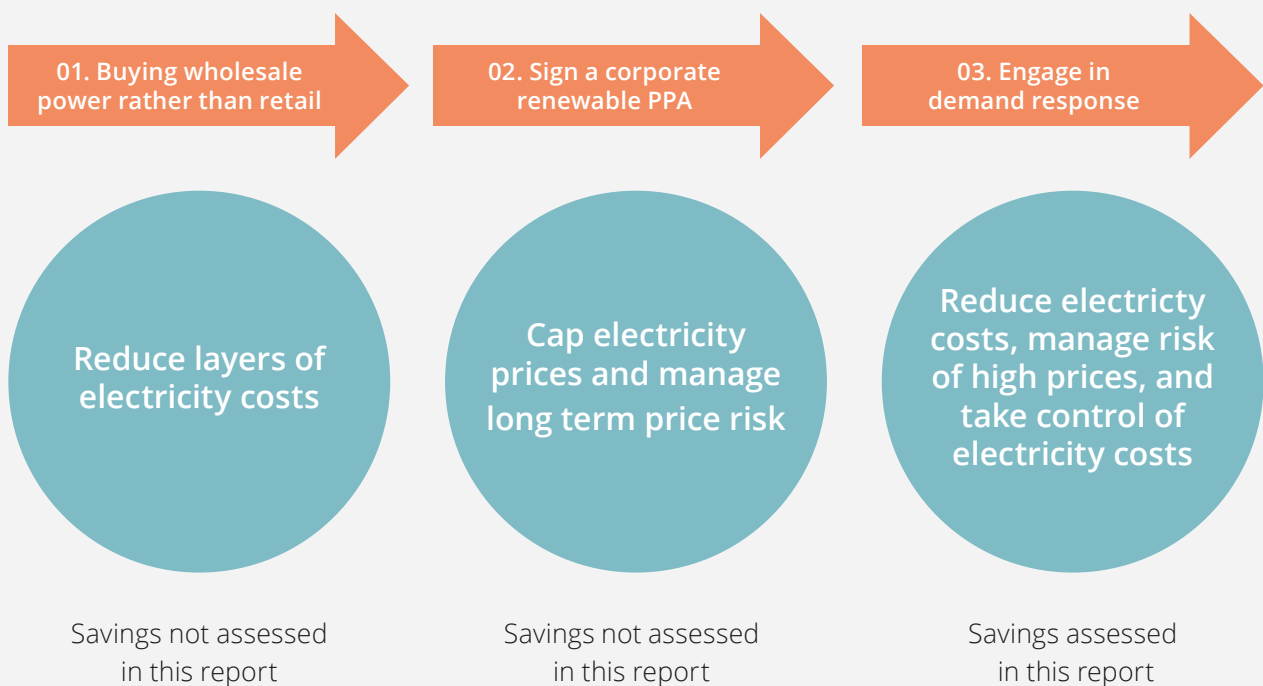 01. Buying wholesale
power rather than retail
02. Sign a corporate
renewable PPA
03. Engage in
demand response
Reduce layers of
electricity costs
Cap electricity
prices and manage
long term price risk
Reduce electricty
costs, manage risk
of high prices, and
take control of
electricity costs
Savings not assessed
in this report
Savings not assessed
in this report
Savings assessed
in this report